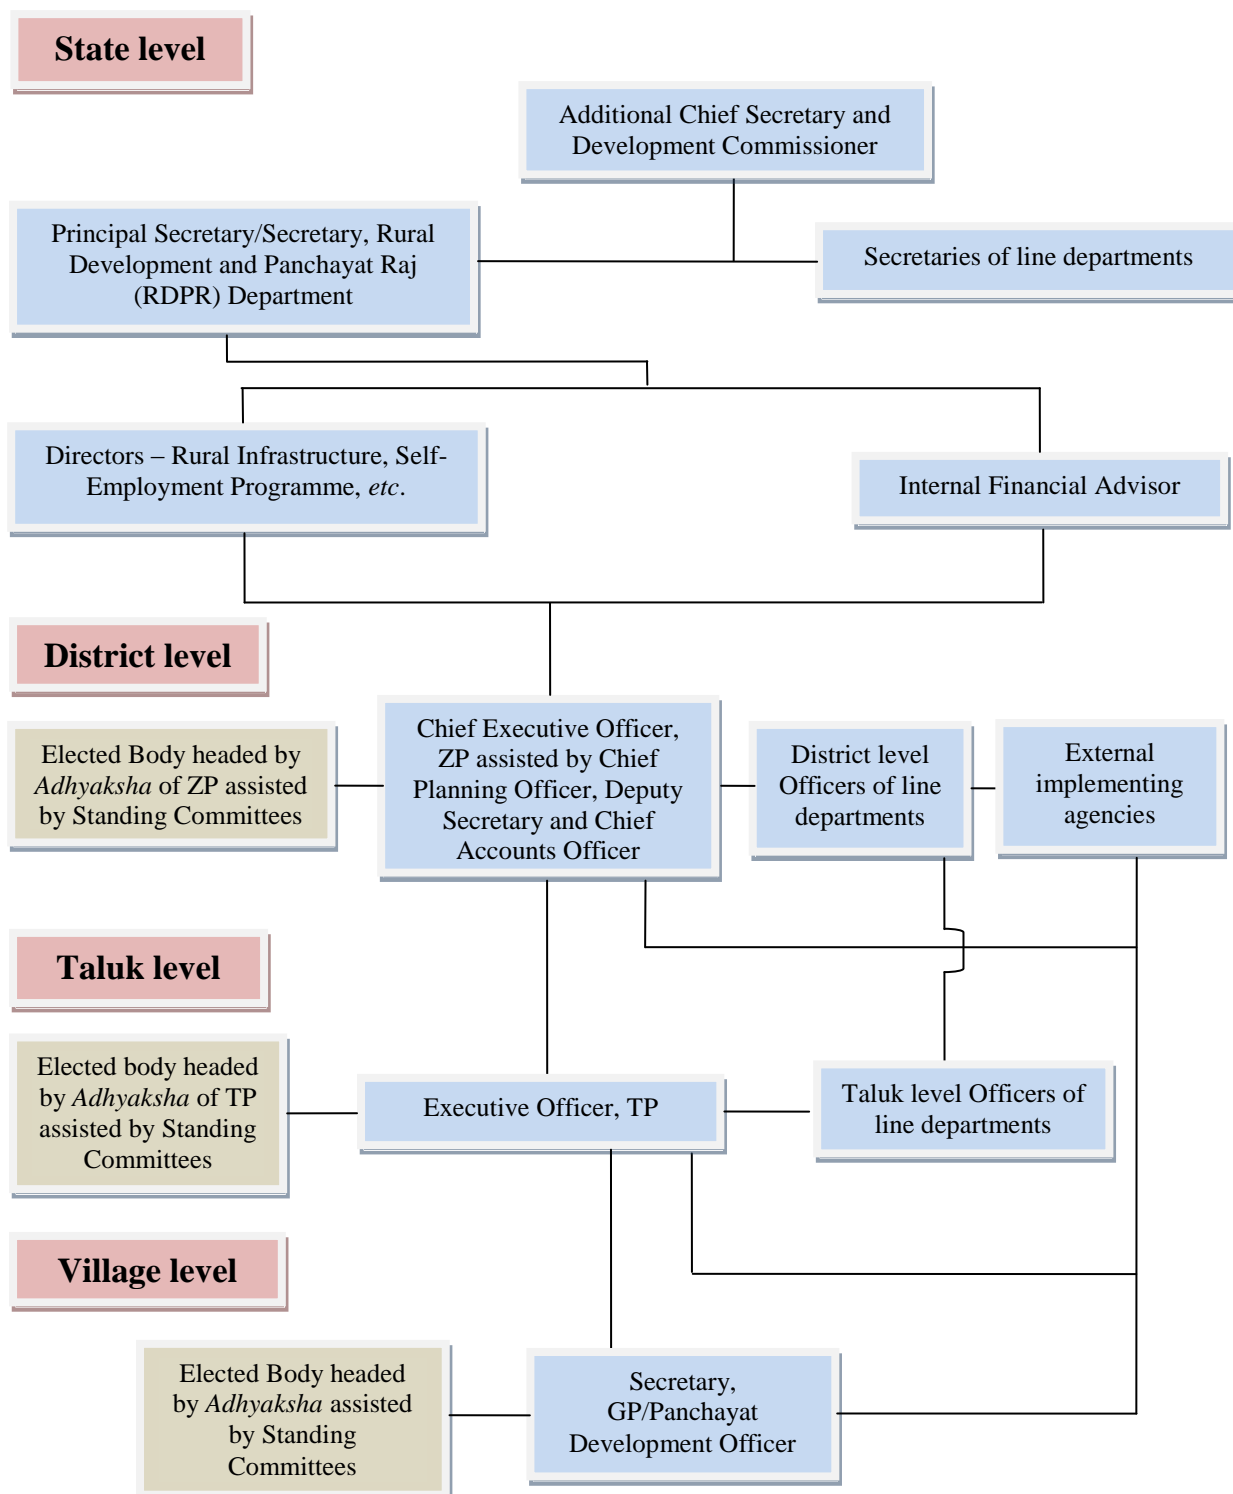 State level
Additional Chief Secretary and
Development Commissioner
Principal Secretary/Secretary, Rural
Development and Panchayat Raj
(RDPR) Department
Secretaries of line departments
Directors – Rural Infrastructure, Self-
Employment Programme, etc.
Internal Financial Advisor
District level
Elected Body headed by
Adhyaksha of ZP assisted
by Standing Committees
Chief Executive Officer,
ZP assisted by Chief
Planning Officer, Deputy
Secretary and Chief
Accounts Officer
District level
Officers of line
departments
External
implementing
agencies
Taluk level
Elected body headed
by Adhyaksha of TP
assisted by Standing
Committees
Executive Officer, TP
Taluk level Officers of
line departments
Village level
Elected Body headed
by Adhyaksha assisted
by Standing
Committees
Secretary,
GP/Panchayat
Development Officer